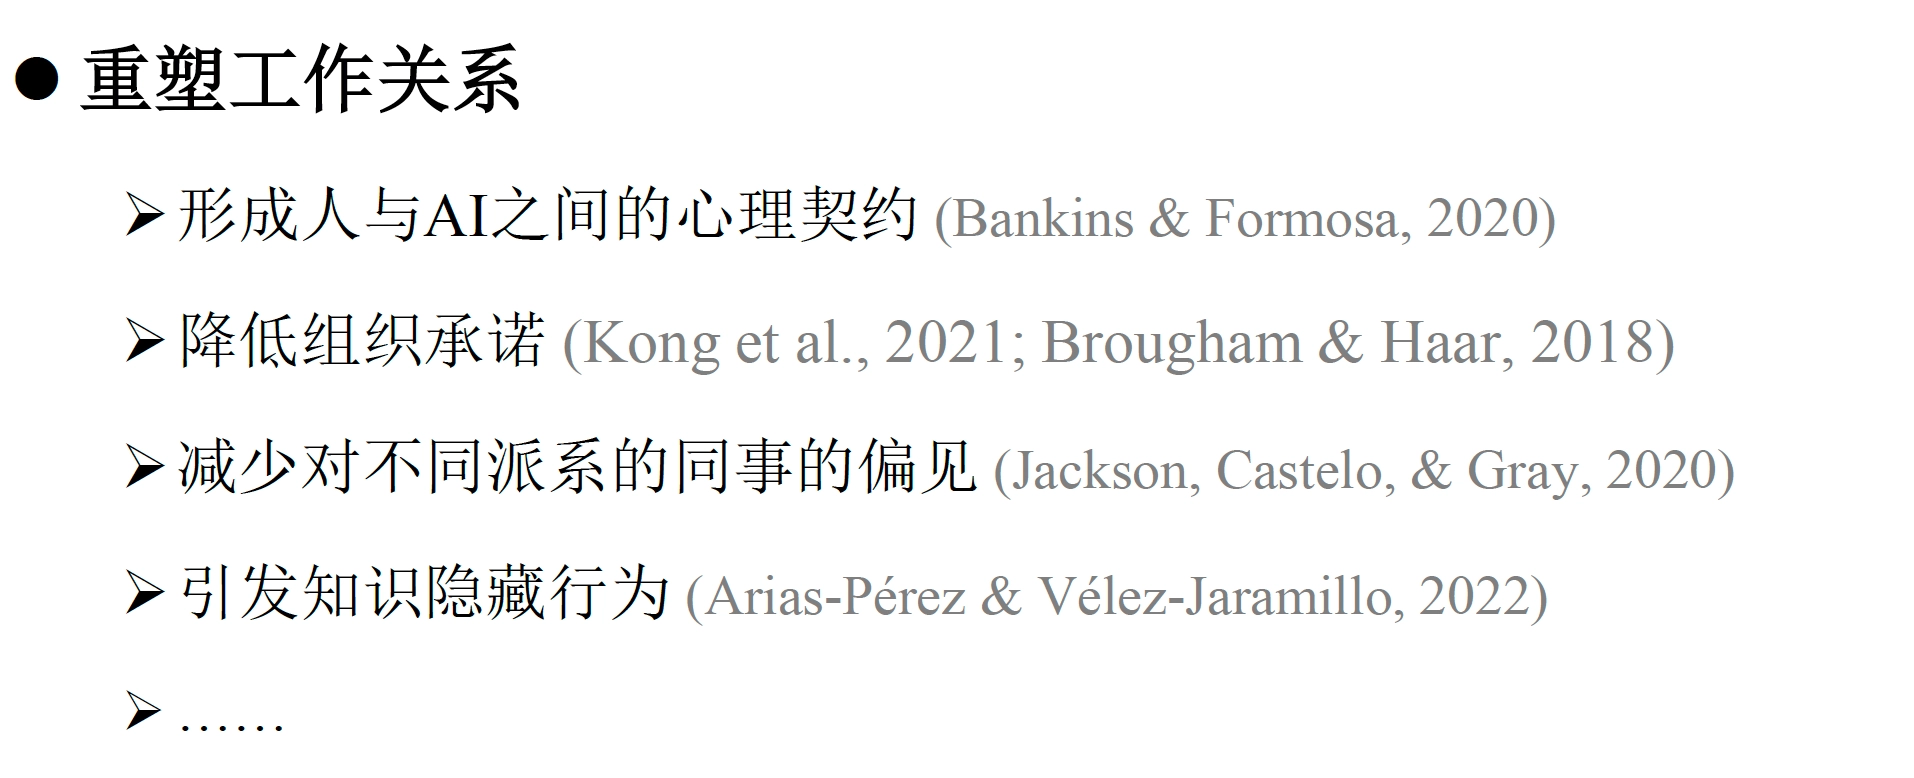 ● 重塑工作关系
➢ 形成人与AI之间的心理契约 (Bankins & Formosa, 2020)
➢ 降低组织承诺 (Kong et al., 2021; Brougham & Haar, 2018)
➢ 减少对不同派系的同事的偏见 (Jackson, Castelo, & Gray, 2020)
➢ 引发知识隐藏行为 (Arias-Pérez & Vélez-Jaramillo, 2022)
➢ ……